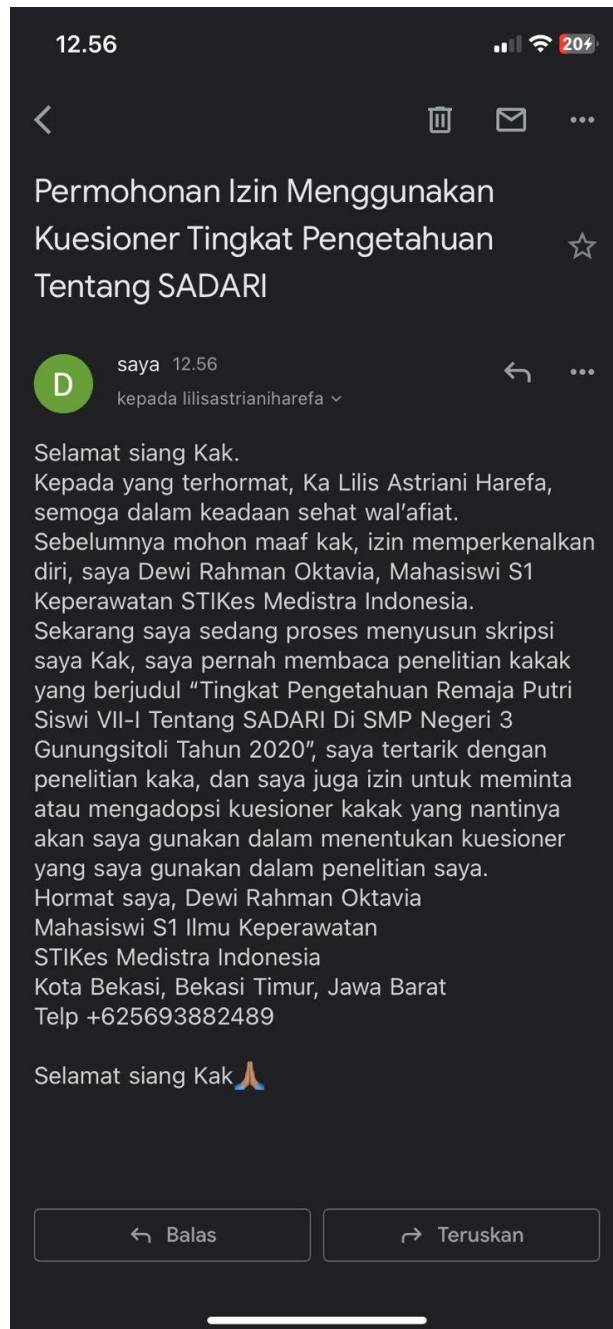 12.56
20
Permohonan Izin Menggunakan
Kuesioner Tingkat Pengetahuan
Tentang SADARI
D
saya 12.56
kepada lilisastrianiharefa
Selamat siang Kak.
Kepada yang terhormat, Ka Lilis Astriani Harefa,
semoga dalam keadaan sehat wal’afiat.
Sebelumnya mohon maaf kak, izin memperkenalkan
diri, saya Dewi Rahman Oktavia, Mahasiswi S1
Keperawatan STIKes Medistra Indonesia.
Sekarang saya sedang proses menyusun skripsi
saya Kak, saya pernah membaca penelitian kakak
yang berjudul “Tingkat Pengetahuan Remaja Putri
Siswi VII-I Tentang SADARI Di SMP Negeri 3
Gunungsitoli Tahun 2020”, saya tertarik dengan
penelitian kaka, dan saya juga izin untuk meminta
atau mengadopsi kuesioner kakak yang nantinya
akan saya gunakan dalam menentukan kuesioner
yang saya gunakan dalam penelitian saya.
Hormat saya, Dewi Rahman Oktavia
Mahasiswi S1 Ilmu Keperawatan
STIKes Medistra Indonesia
Kota Bekasi, Bekasi Timur, Jawa Barat
Telp +625693882489
Selamat siang Kak🙏🏽
Balas
Teruskan